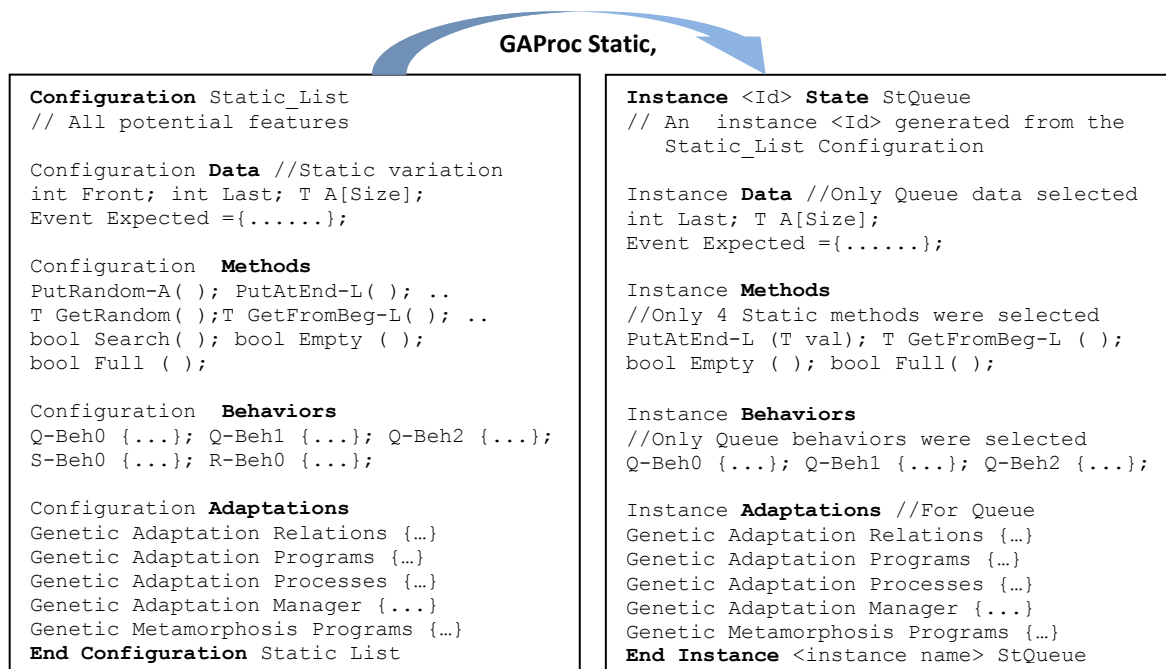 GAProc Static,
Configuration Static_List
// All potential features
Configuration Data //Static variation
int Front; int Last; T A[Size];
Event Expected ={......};
Configuration  Methods
PutRandom-A( ); PutAtEnd-L( ); ..
T GetRandom( );T GetFromBeg-L( ); ..
bool Search( ); bool Empty ( );
bool Full ( );
Configuration  Behaviors
Q-Beh0 {...}; Q-Beh1 {...}; Q-Beh2 {...};
S-Beh0 {...}; R-Beh0 {...};
Configuration Adaptations
Genetic Adaptation Relations {…}
Genetic Adaptation Programs {…}
Genetic Adaptation Processes {…}
Genetic Adaptation Manager {...}
Genetic Metamorphosis Programs {…}
End Configuration Static List
Instance <Id> State StQueue
// An  instance <Id> generated from the
Static_List Configuration
Instance Data //Only Queue data selected
int Last; T A[Size];
Event Expected ={......};
Instance Methods
//Only 4 Static methods were selected
PutAtEnd-L (T val); T GetFromBeg-L ( );
bool Empty ( ); bool Full( );
Instance Behaviors
//Only Queue behaviors were selected
Q-Beh0 {...}; Q-Beh1 {...}; Q-Beh2 {...};
Instance Adaptations //For Queue
Genetic Adaptation Relations {…}
Genetic Adaptation Programs {…}
Genetic Adaptation Processes {…}
Genetic Adaptation Manager {...}
Genetic Metamorphosis Programs {…}
End Instance <instance name> StQueue